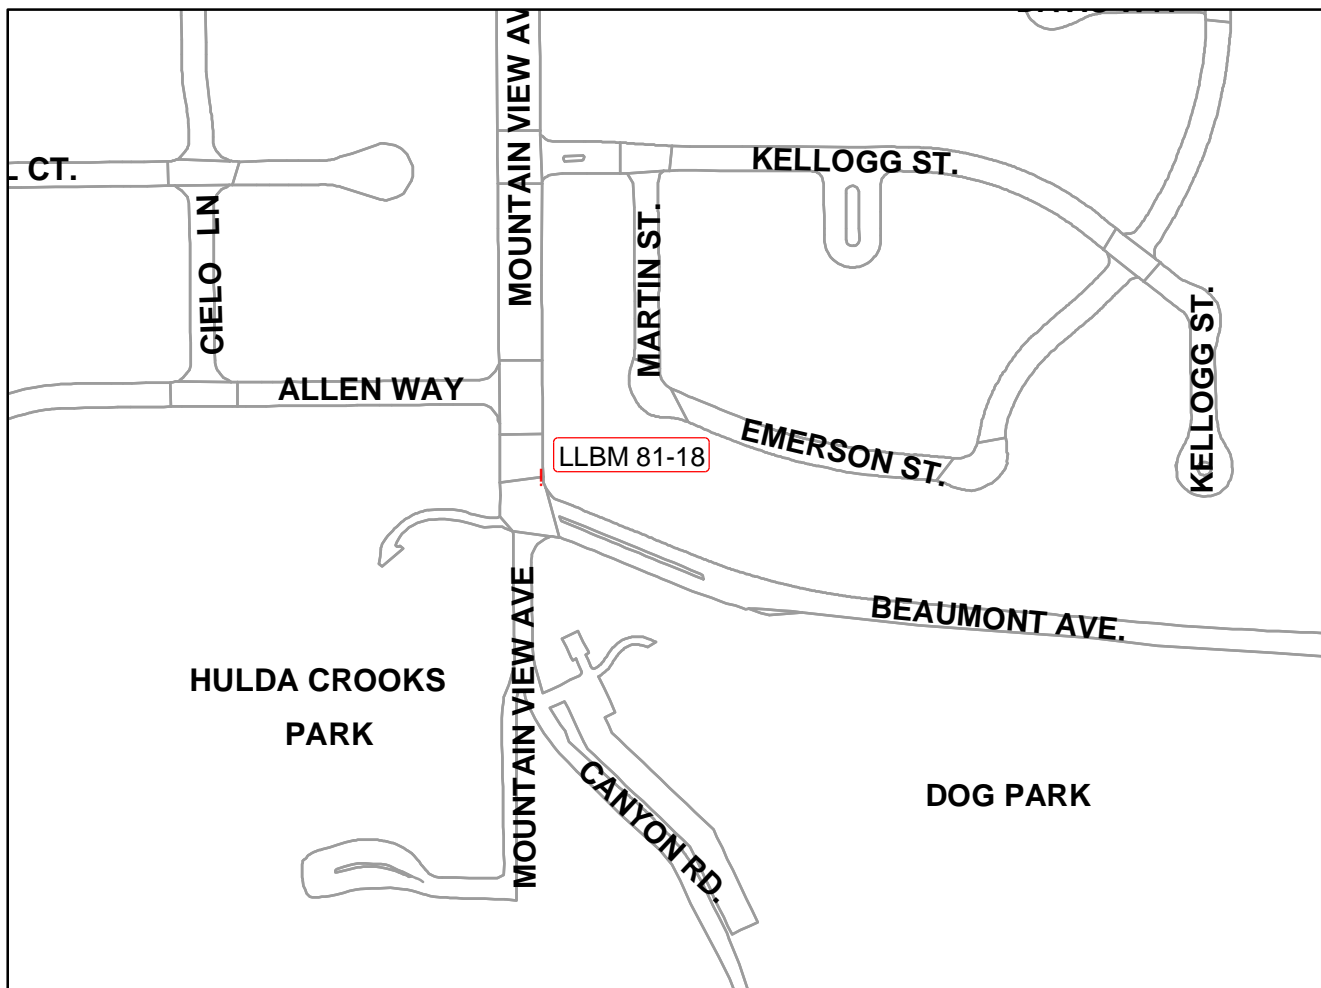 MOUNTAIN VIEW AV
L CT.
KELLOGG ST.
CIELO LN
MARTIN ST.
KELLOGG ST.
ALLEN WAY
EMERSON ST.
LLBM 81-18
BEAUMONT AVE.
MOUNTAIN VIEW AVE
HULDA CROOKS
PARK
CANYON RD.
DOG PARK